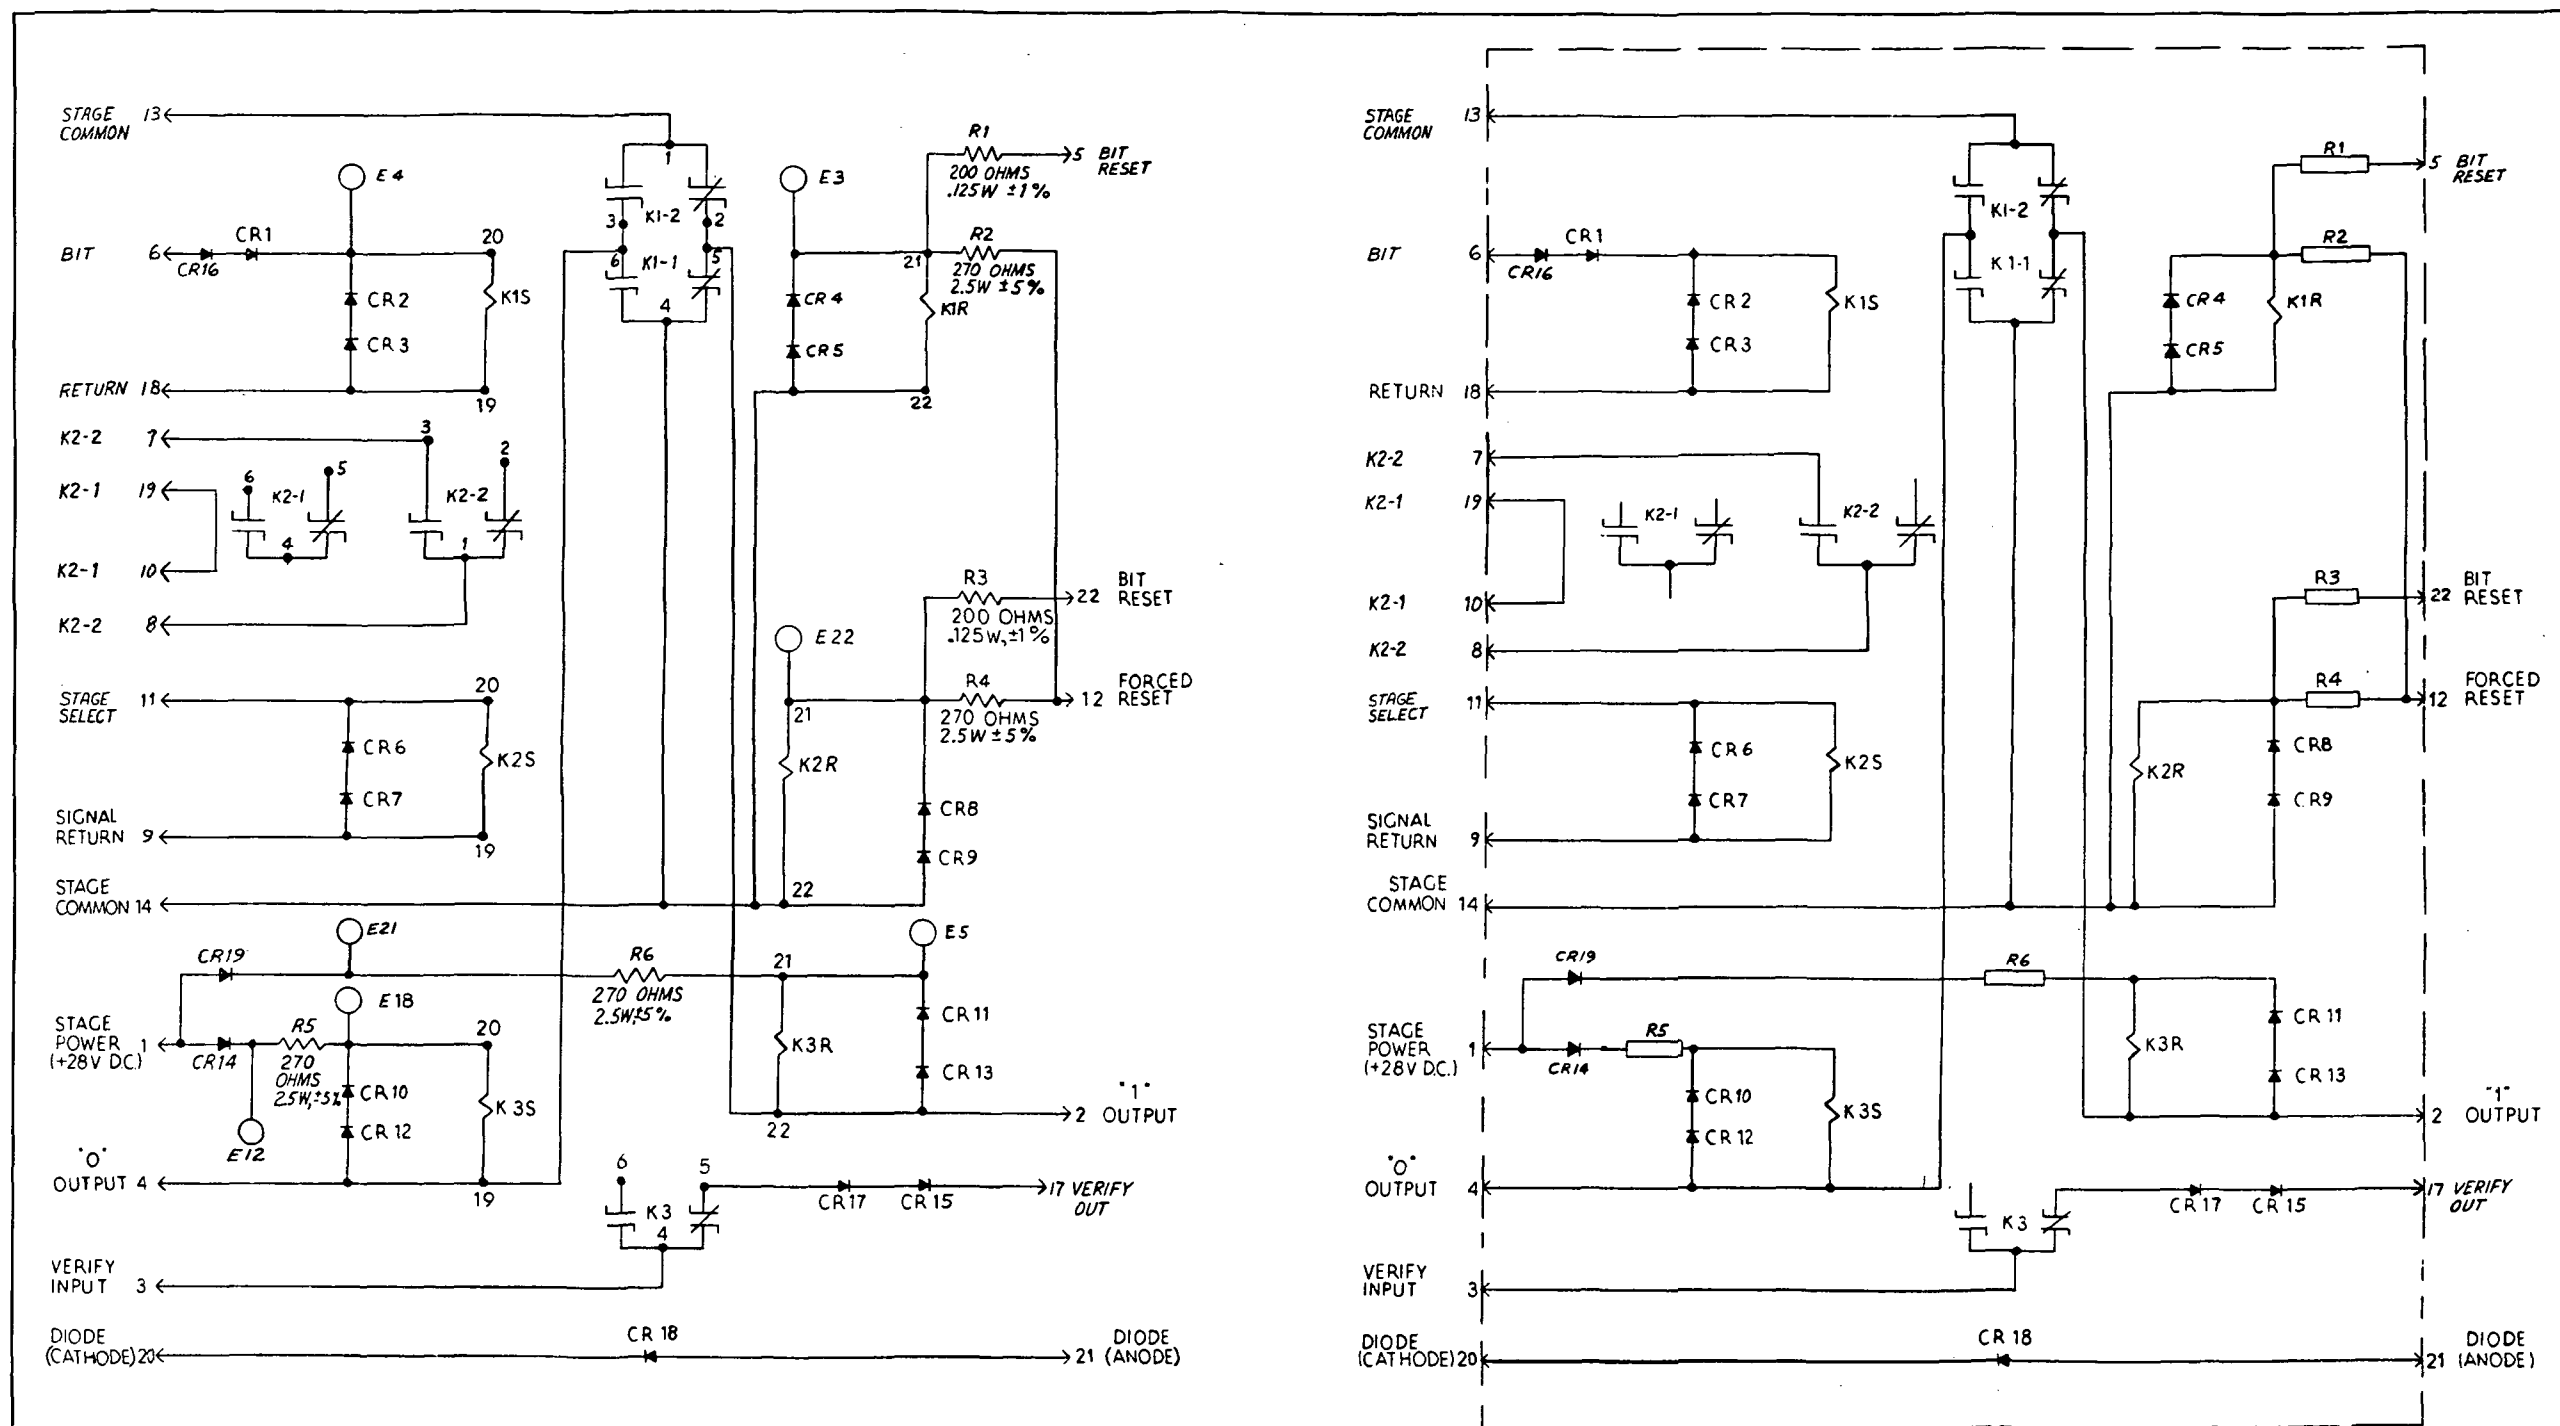 STAGE COMMON 13
1
R1
200 OHMS
.125W ±1%
5 BIT RESET
E4
E3
K1-2
3
2
BIT 6
CR16
CR1
20
6
K1-1
5
21
R2
270 OHMS
2.5W ±5%
CR2
K1S
4
CR4
K1R
CR3
CR5
RETURN 18
19
22
K2-2 7
3
2
K2-1 19
6
K2-1
5
K2-2
4
1
K2-1 10
K2-2 8
R3
200 OHMS
.125W,±1%
22 BIT RESET
E22
STAGE SELECT 11
20
21
R4
270 OHMS
2.5W ±5%
12 FORCED RESET
CR6
K2S
K2R
CR7
CR8
SIGNAL RETURN 9
19
CR9
STAGE COMMON 14
22
E21
E5
CR19
R6
270 OHMS
2.5W,±5%
21
E18
STAGE POWER (+28V D.C.) 1
CR14
R5
270 OHMS
2.5W,±5%
20
CR11
K3R
CR10
K3S
CR13
CR12
E12
22
2 "1" OUTPUT
"0" OUTPUT 4
19
6
5
K3
4
CR17
CR15
17 VERIFY OUT
VERIFY INPUT 3
DIODE (CATHODE) 20
CR18
21 DIODE (ANODE)
STAGE COMMON 13
R1
5 BIT RESET
K1-2
BIT 6
CR16
CR1
K1-1
R2
CR2
K1S
CR4
K1R
CR3
CR5
RETURN 18
K2-2 7
K2-1 19
K2-1
K2-2
K2-1 10
R3
22 BIT RESET
K2-2 8
STAGE SELECT 11
R4
12 FORCED RESET
CR6
K2S
K2R
CR8
CR7
CR9
SIGNAL RETURN 9
STAGE COMMON 14
CR19
R6
STAGE POWER (+28V D.C.) 1
CR14
R5
CR11
K3R
CR10
K3S
CR13
CR12
2 "1" OUTPUT
"0" OUTPUT 4
K3
CR17
CR15
17 VERIFY OUT
VERIFY INPUT 3
DIODE (CATHODE) 20
CR18
21 DIODE (ANODE)